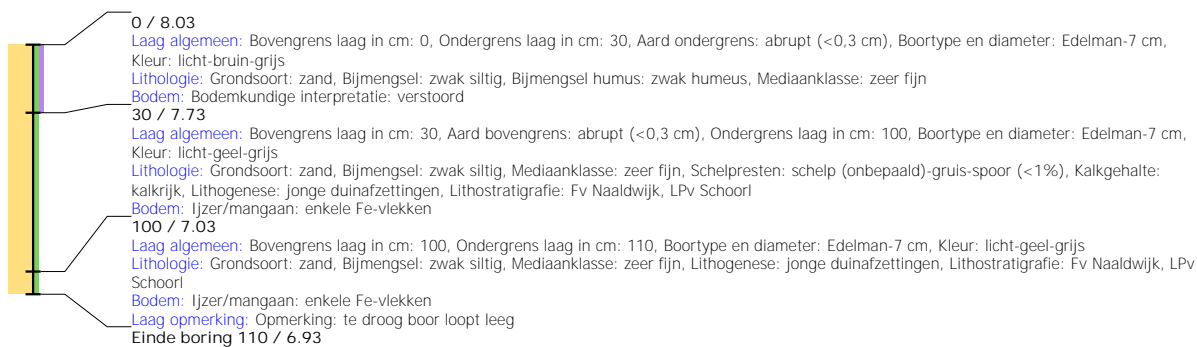 0 / 8.03
Laag algemeen: Bovengrens laag in cm: 0, Ondergrens laag in cm: 30, Aard ondergrens: abrupt (<0,3 cm), Boortype en diameter: Edelman-7 cm,
Kleur: licht-bruin-grijs
Lithologie: Grondsoort: zand, Bijmengsel: zwak siltig, Bijmengsel humus: zwak humeus, Mediaanklasse: zeer fijn
Bodem: Bodemkundige interpretatie: verstoord
30 / 7.73
Laag algemeen: Bovengrens laag in cm: 30, Aard bovengrens: abrupt (<0,3 cm), Ondergrens laag in cm: 100, Boortype en diameter: Edelman-7 cm,
Kleur: licht-geel-grijs
Lithologie: Grondsoort: zand, Bijmengsel: zwak siltig, Mediaanklasse: zeer fijn, Schelpresten: schelp (onbepaald)-gruis-spoor (<1%), Kalkgehalte:
kalkrijk, Lithogenese: jonge duinafzettingen, Lithostratigrafie: Fv Naaldwijk, LPv Schoorl
Bodem: Ijzer/mangaan: enkele Fe-vlekken
100 / 7.03
Laag algemeen: Bovengrens laag in cm: 100, Ondergrens laag in cm: 110, Boortype en diameter: Edelman-7 cm, Kleur: licht-geel-grijs
Lithologie: Grondsoort: zand, Bijmengsel: zwak siltig, Mediaanklasse: zeer fijn, Lithogenese: jonge duinafzettingen, Lithostratigrafie: Fv Naaldwijk, LPv
Schoorl
Bodem: Ijzer/mangaan: enkele Fe-vlekken
Laag opmerking: Opmerking: te droog boor loopt leeg
Einde boring 110 / 6.93